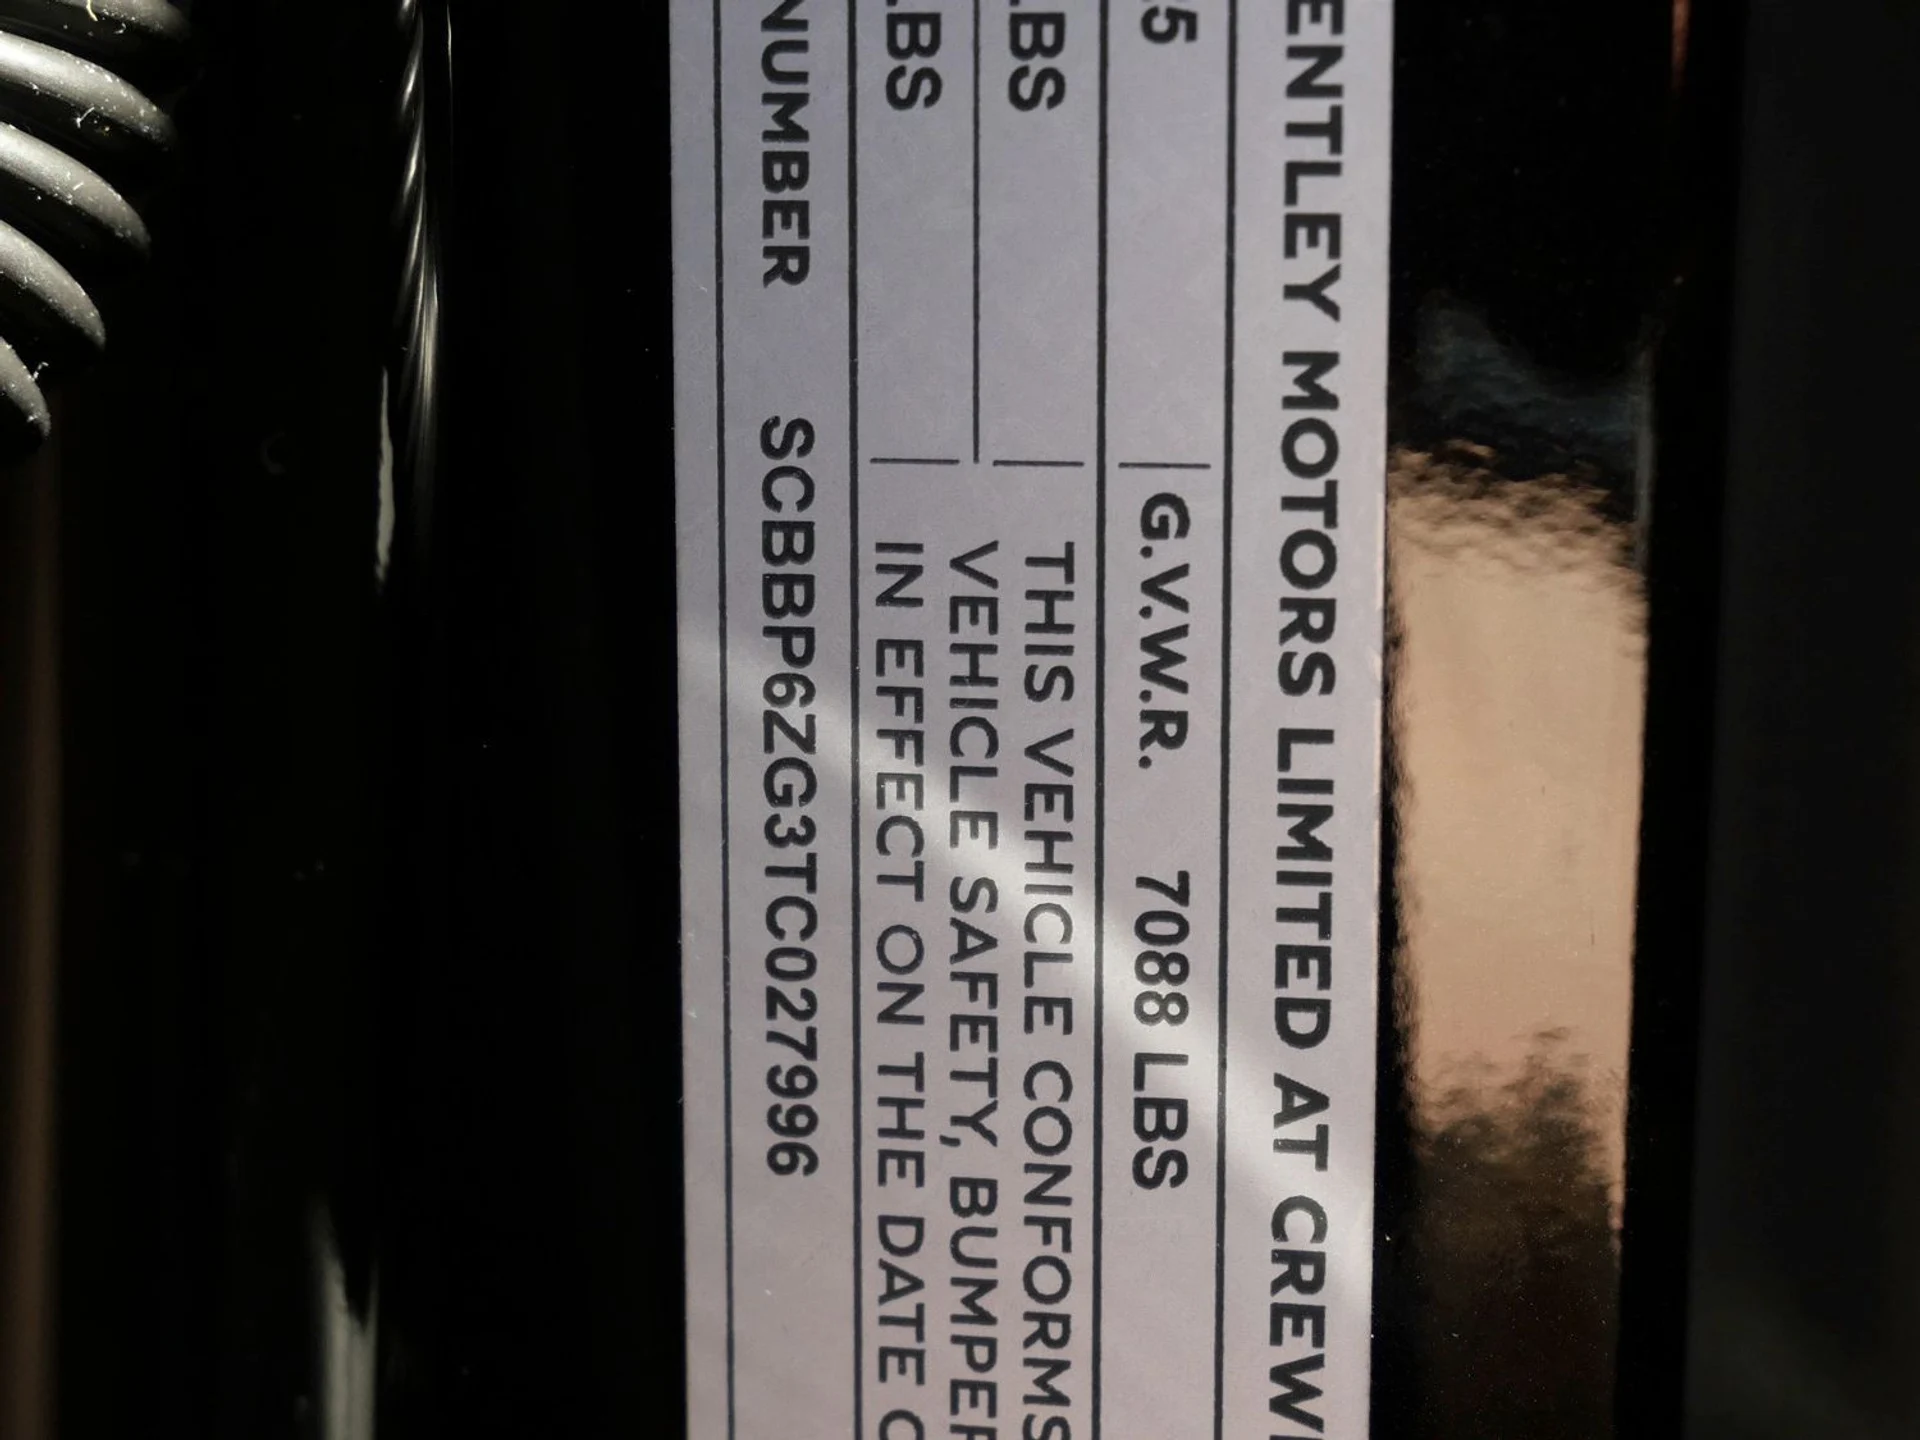 ENTLEY MOTORS LIMITED AT CREW
25 G.V.W.R. 7088 LBS
LBS THIS VEHICLE CONFORMS
VEHICLE SAFETY, BUMPER
LBS IN EFFECT ON THE DATE O
NUMBER SCBBP6ZG3TC027996